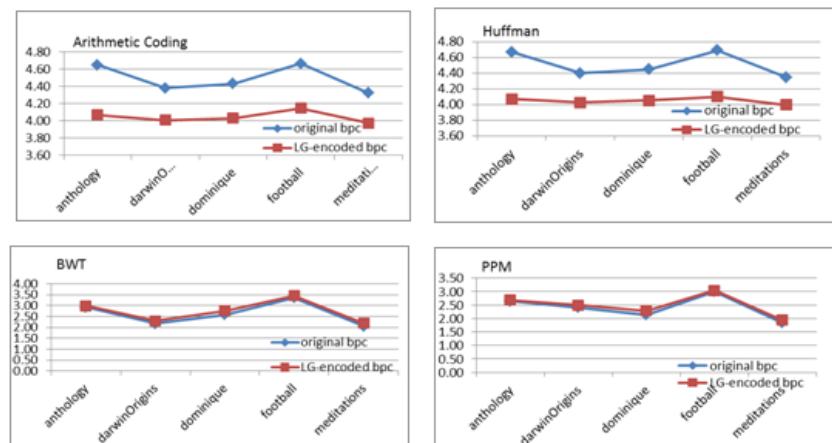 Arithmetic Coding
4.80
4.60
4.40
4.20
4.00
3.80
3.60
original bpc
LG-encoded bpc
anthology
darwinO...
dominique
football
meditati...
Huffman
4.80
4.60
4.40
4.20
4.00
3.80
3.60
original bpc
LG-encoded bpc
anthology
darwinOrigins
dominique
football
meditations
BWT
4.00
3.50
3.00
2.50
2.00
1.50
1.00
0.50
0.00
original bpc
LG-encoded bpc
anthology
darwinOrigins
dominique
football
meditations
PPM
3.50
3.00
2.50
2.00
1.50
1.00
0.50
0.00
original bpc
LG-encoded bpc
anthology
darwinOrigins
dominique
football
meditations